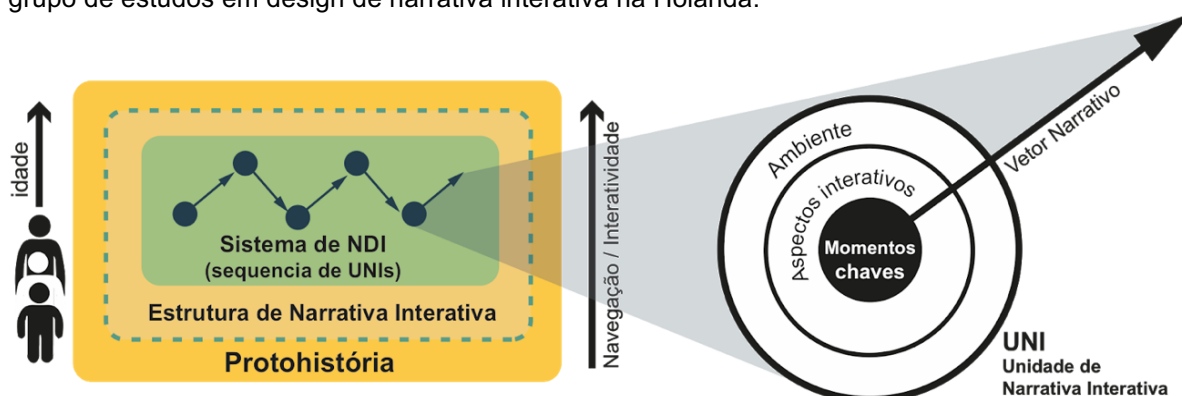 grupo de estudos em design de narrativa interativa na Holanda.
idade
Sistema de NDI
(sequencia de UNIs)
Estrutura de Narrativa Interativa
Protohistória
Navegação / Interatividade
Ambiente
Aspectos interativos
Momentos
chaves
Vetor Narrativo
UNI
Unidade de
Narrativa Interativa